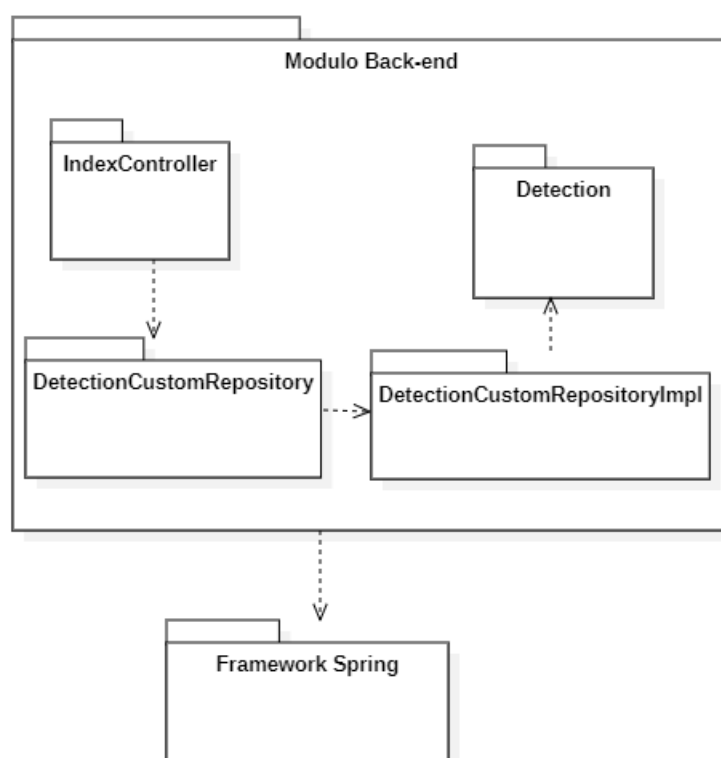 Modulo Back-end
IndexController
Detection
DetectionCustomRepository
DetectionCustomRepositoryImpl
Framework Spring